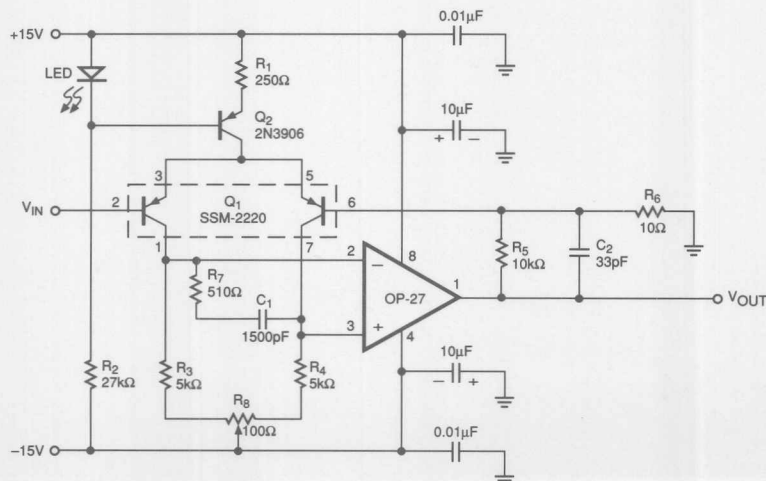 +15V
0.01µF
LED
R1
250Ω
Q2
2N3906
10µF
+ −
3
5
VIN
2
Q1
SSM-2220
6
R6
10Ω
1
7
R5
10kΩ
C2
33pF
2
8
−
R7
510Ω
OP-27
1
VOUT
C1
1500pF
3
+
4
R2
27kΩ
R3
5kΩ
R4
5kΩ
10µF
− +
R8
100Ω
0.01µF
−15V